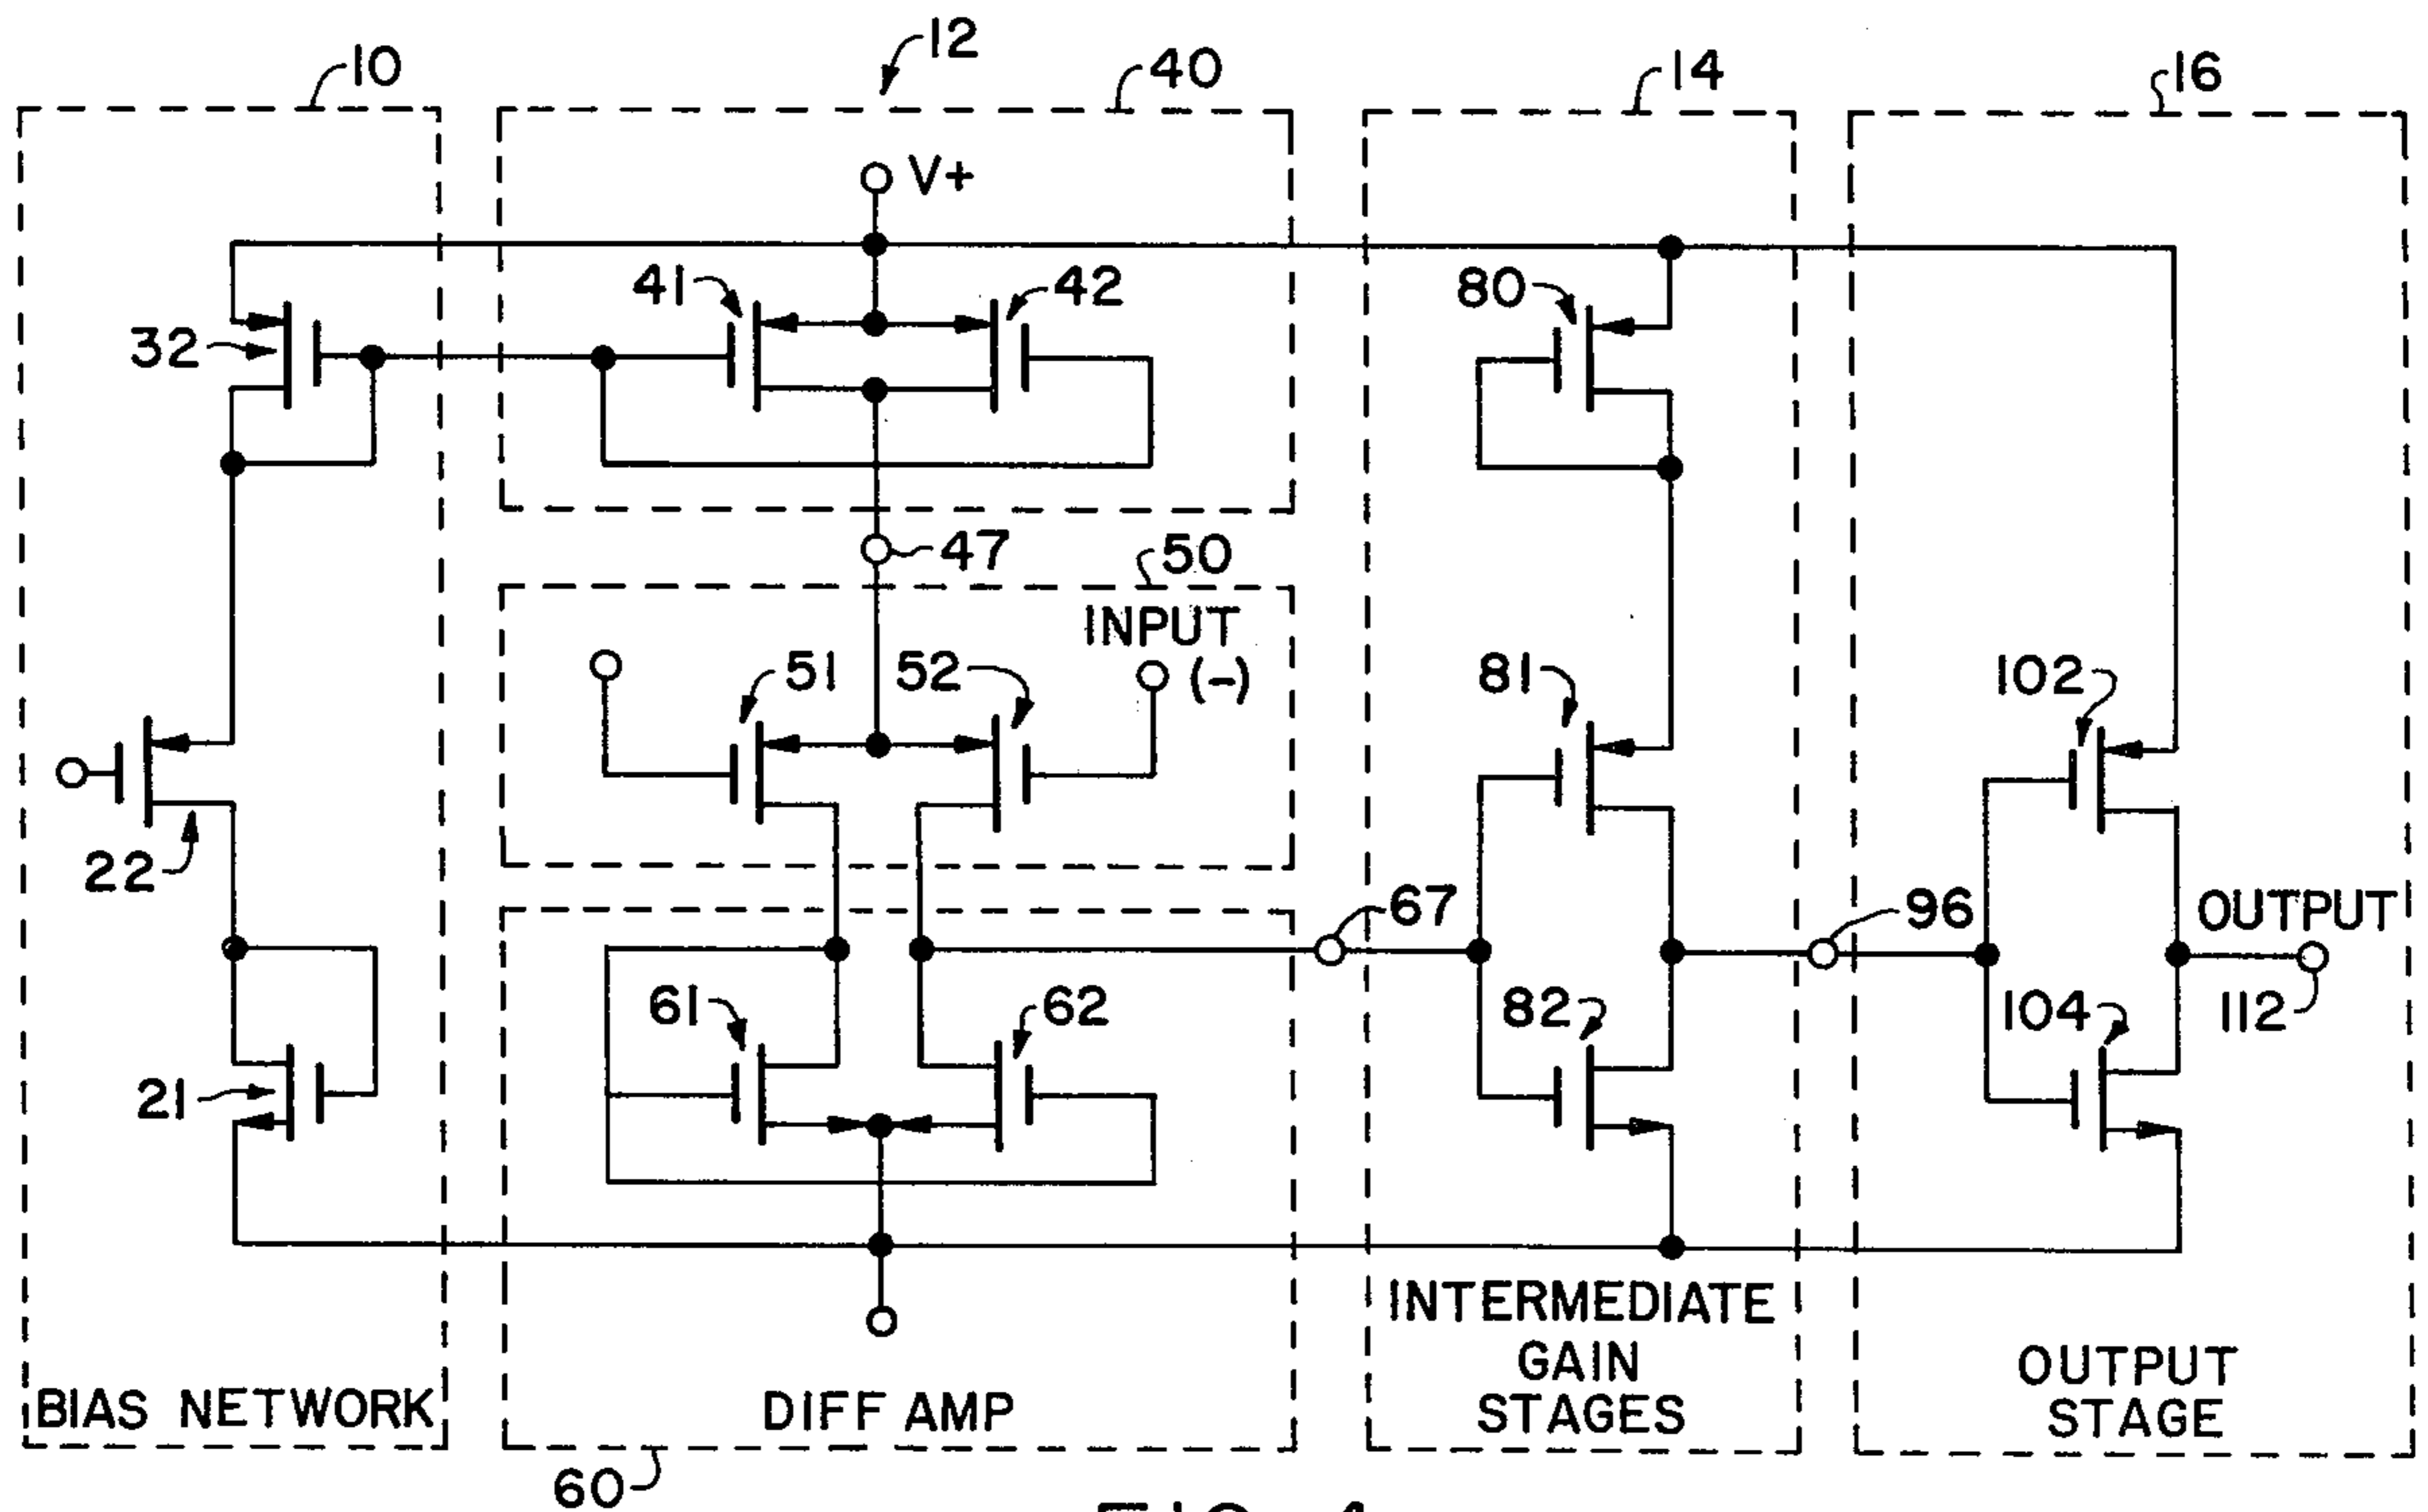 12
10
40
14
16
V+
41
42
80
32
47
50
INPUT
(-)
51
52
81
102
22
67
96
OUTPUT
61
62
82
104
112
21
INTERMEDIATE
GAIN
STAGES
OUTPUT
STAGE
BIAS NETWORK
DIFF AMP
60